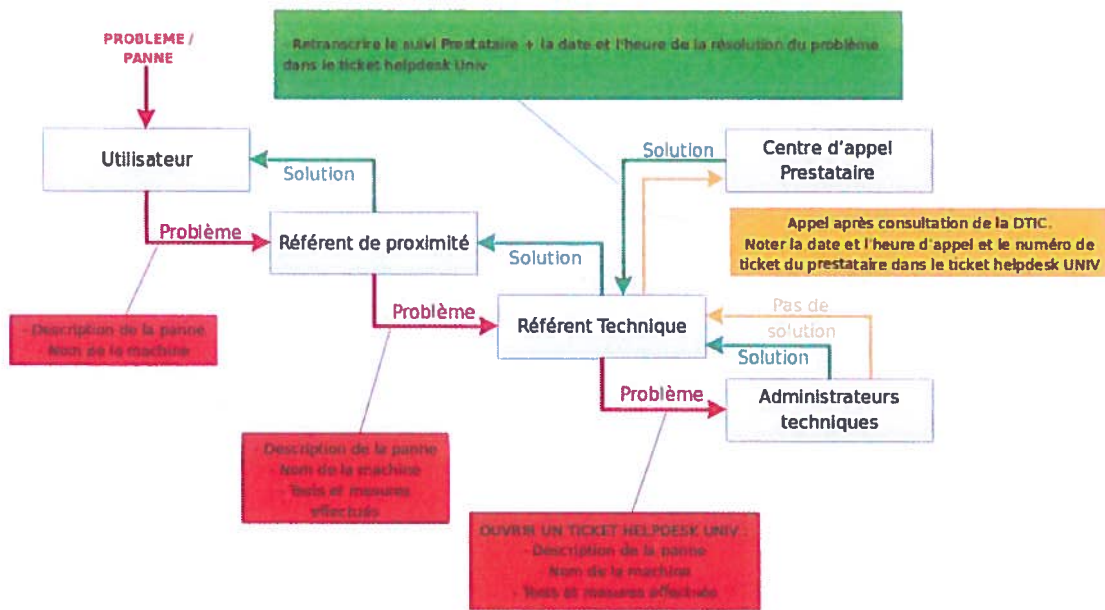 PROBLEME /
PANNE
- Retranscrire le suivi Prestataire + la date et l'heure de la résolution du problème
dans le ticket helpdesk Univ
Utilisateur
Solution
Solution
Centre d'appel
Prestataire
Problème
Référent de proximité
Solution
Appel après consultation de la DTIC.
Noter la date et l'heure d'appel et le numéro de
ticket du prestataire dans le ticket helpdesk UNIV
- Description de la panne
- Nom de la machine
Problème
Référent Technique
Pas de
solution
Solution
Problème
Administrateurs
techniques
- Description de la panne
- Nom de la machine
- Tests et mesures
effectués
OUVRIR UN TICKET HELPDESK UNIV :
- Description de la panne
- Nom de la machine
- Tests et mesures effectués